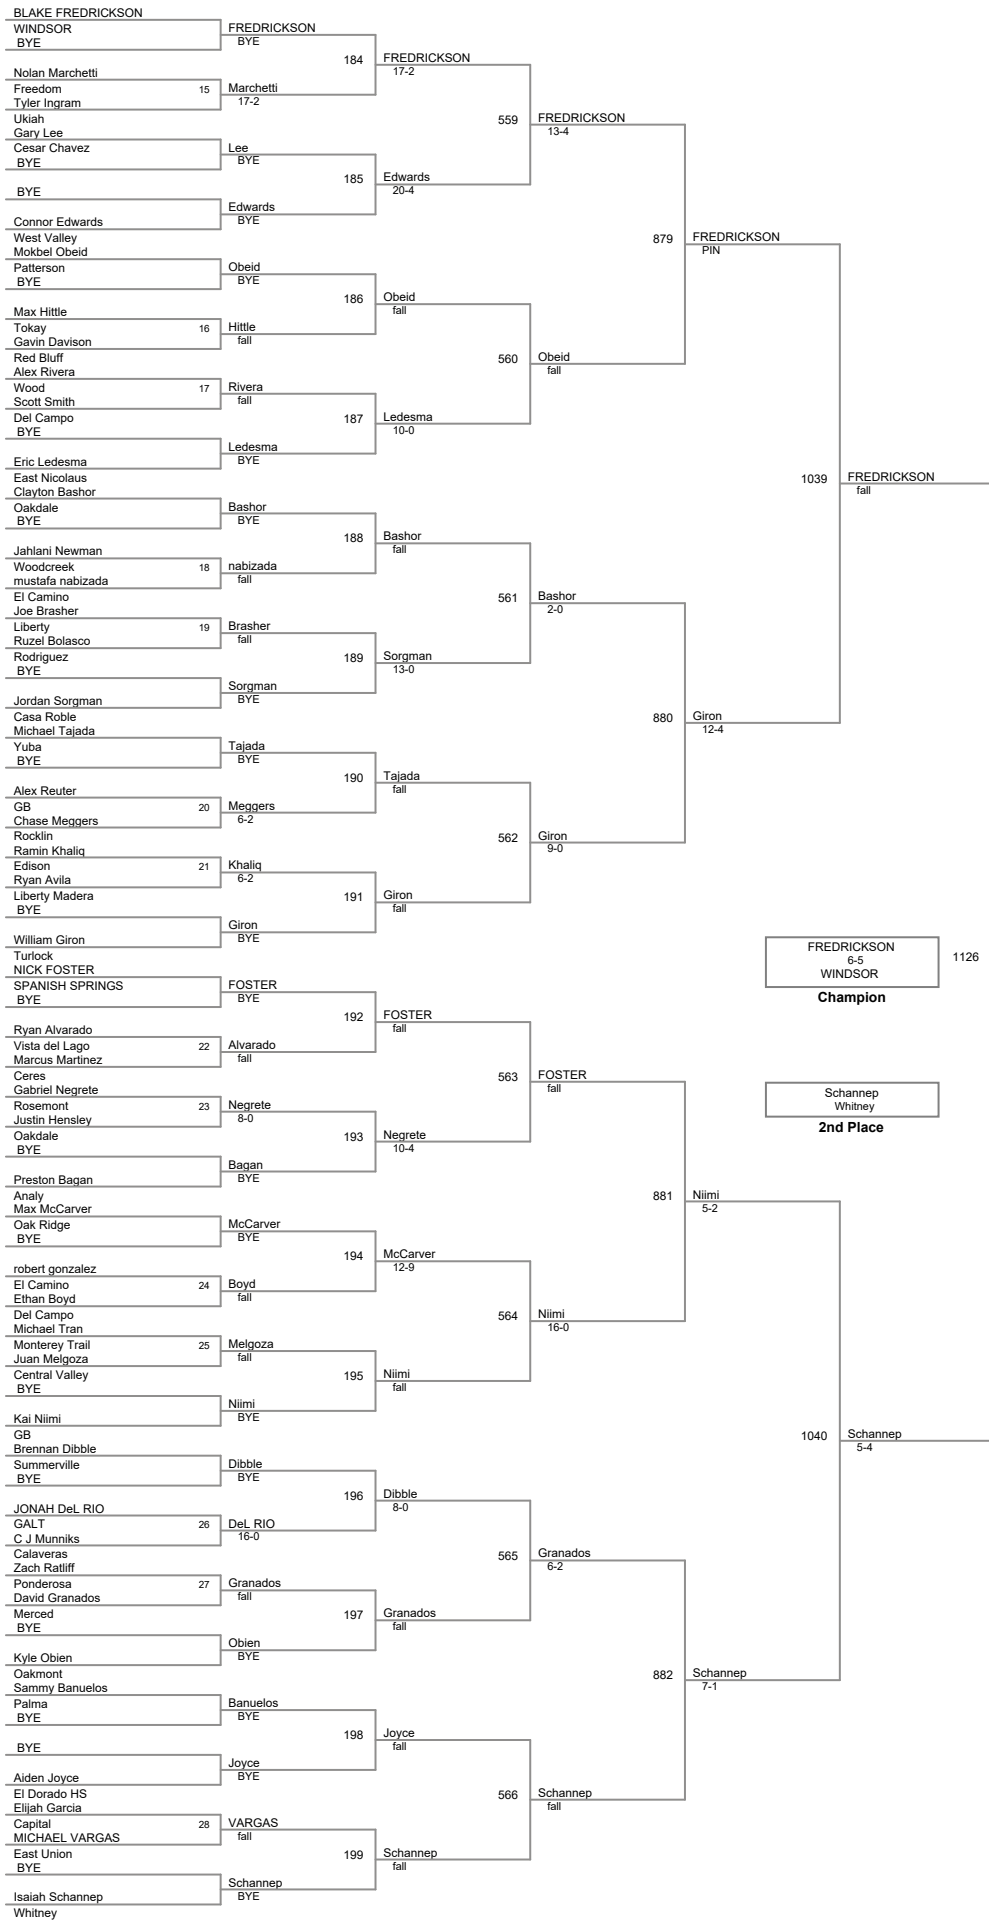 BLAKE FREDRICKSON
WINDSOR
BYE
FREDRICKSON
BYE
184
FREDRICKSON
17-2
Nolan Marchetti
Freedom
15
Tyler Ingram
Ukiah
Marchetti
17-2
559
FREDRICKSON
13-4
Gary Lee
Cesar Chavez
BYE
Lee
BYE
185
Edwards
20-4
BYE
Connor Edwards
West Valley
Edwards
BYE
879
FREDRICKSON
PIN
Mokbel Obeid
Patterson
BYE
Obeid
BYE
186
Obeid
fall
Max Hittle
Tokay
16
Gavin Davison
Red Bluff
Hittle
fall
560
Obeid
fall
Alex Rivera
Wood
17
Scott Smith
Del Campo
Rivera
fall
187
Ledesma
10-0
BYE
Eric Ledesma
East Nicolaus
Ledesma
BYE
1039
FREDRICKSON
fall
Clayton Bashor
Oakdale
BYE
Bashor
BYE
188
Bashor
fall
Jahlani Newman
Woodcreek
18
mustafa nabizada
El Camino
nabizada
fall
561
Bashor
2-0
Joe Brasher
Liberty
19
Ruzel Bolasco
Rodriguez
Brasher
fall
189
Sorgman
13-0
BYE
Jordan Sorgman
Casa Roble
Sorgman
BYE
880
Giron
12-4
Michael Tajada
Yuba
BYE
Tajada
BYE
190
Tajada
fall
Alex Reuter
GB
20
Chase Meggers
Rocklin
Meggers
6-2
562
Giron
9-0
Ramin Khaliq
Edison
21
Ryan Avila
Liberty Madera
Khaliq
6-2
191
Giron
fall
BYE
William Giron
Turlock
Giron
BYE
FREDRICKSON
6-5
WINDSOR
1126
Champion
NICK FOSTER
SPANISH SPRINGS
BYE
FOSTER
BYE
192
FOSTER
fall
Ryan Alvarado
Vista del Lago
22
Marcus Martinez
Ceres
Alvarado
fall
563
FOSTER
fall
Schannep
Whitney
2nd Place
Gabriel Negrete
Rosemont
23
Justin Hensley
Oakdale
Negrete
8-0
193
Negrete
10-4
BYE
Preston Bagan
Analy
Bagan
BYE
881
Niimi
5-2
Max McCarver
Oak Ridge
BYE
McCarver
BYE
194
McCarver
12-9
robert gonzalez
El Camino
24
Ethan Boyd
Del Campo
Boyd
fall
564
Niimi
16-0
Michael Tran
Monterey Trail
25
Juan Melgoza
Central Valley
Melgoza
fall
195
Niimi
fall
BYE
Kai Niimi
GB
Niimi
BYE
1040
Schannep
5-4
Brennan Dibble
Summerville
BYE
Dibble
BYE
196
Dibble
8-0
JONAH DeL RIO
GALT
26
C J Munniks
Calaveras
DeL RIO
16-0
565
Granados
6-2
Zach Ratliff
Ponderosa
27
David Granados
Merced
Granados
fall
197
Granados
fall
BYE
Kyle Obien
Oakmont
Obien
BYE
882
Schannep
7-1
Sammy Banuelos
Palma
BYE
Banuelos
BYE
198
Joyce
fall
BYE
Aiden Joyce
El Dorado HS
Joyce
BYE
566
Schannep
fall
Elijah Garcia
Capital
28
MICHAEL VARGAS
East Union
VARGAS
fall
199
Schannep
fall
BYE
Isaiah Schannep
Whitney
Schannep
BYE